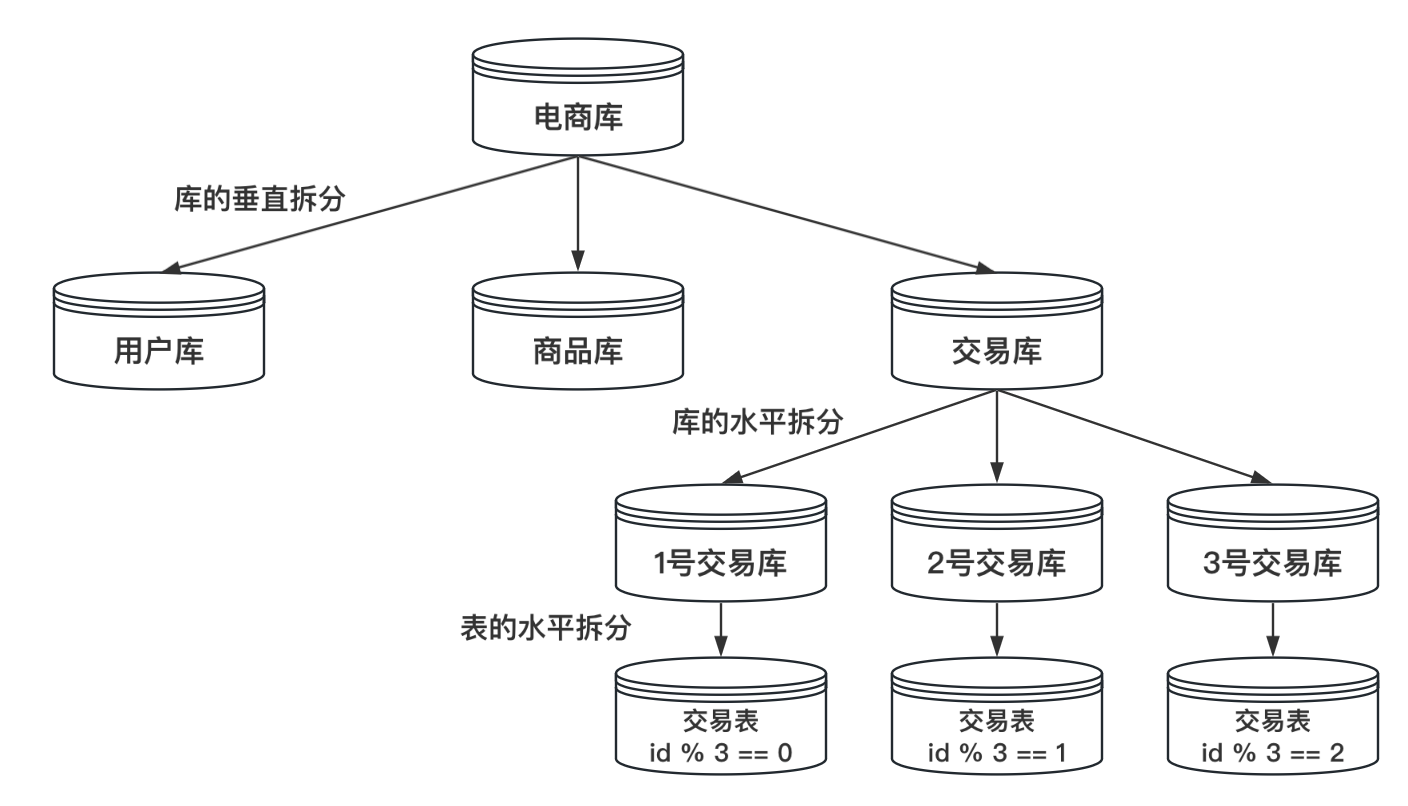 电商库
库的垂直拆分
用户库
商品库
交易库
库的水平拆分
1号交易库
2号交易库
3号交易库
表的水平拆分
交易表
id % 3 == 0
交易表
id % 3 == 1
交易表
id % 3 == 2